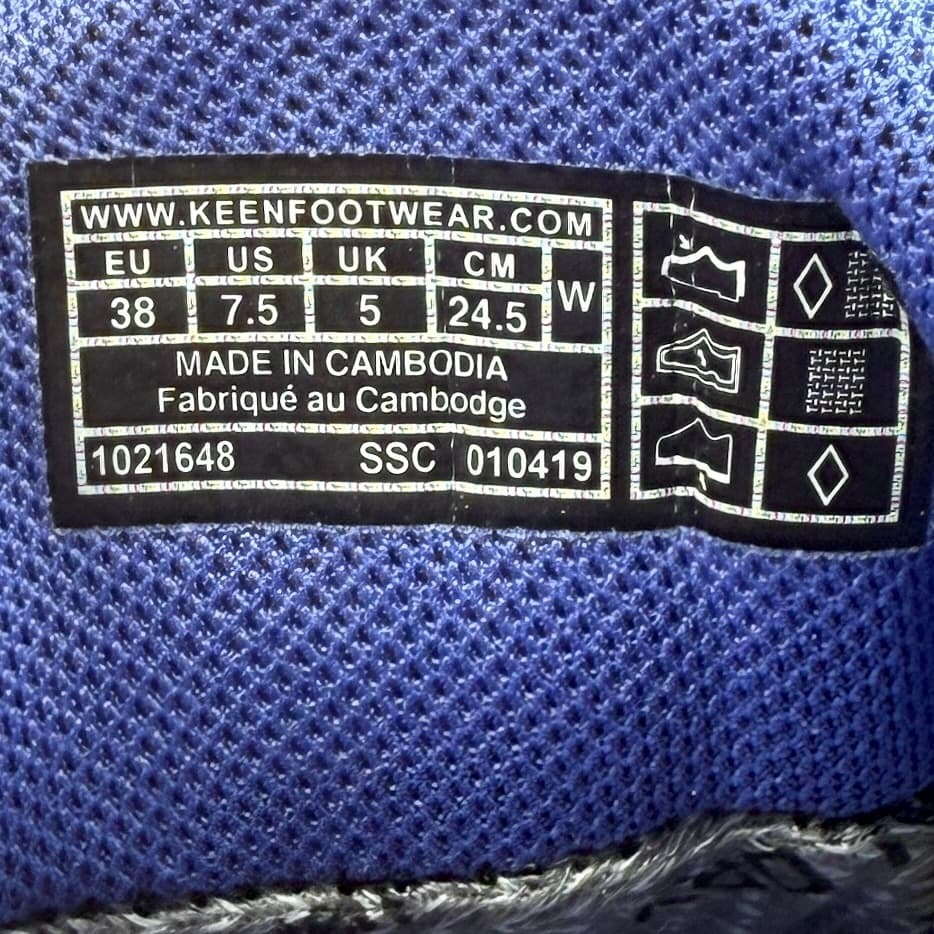 WWW.KEENFOOTWEAR.COM
EU US UK CM W
38 7.5 5 24.5
MADE IN CAMBODIA
Fabriqué au Cambodge
1021648 SSC 010419